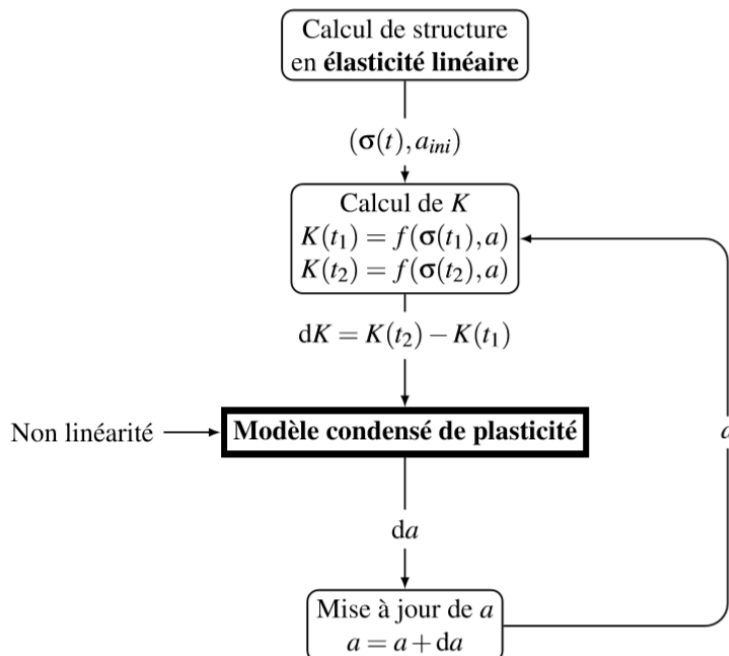 Calcul de structure
en élasticité linéaire
(σ(t), a_ini)
Calcul de K
K(t₁) = f(σ(t₁), a)
K(t₂) = f(σ(t₂), a)
dK = K(t₂) − K(t₁)
Non linéarité
Modèle condensé de plasticité
da
Mise à jour de a
a = a + da